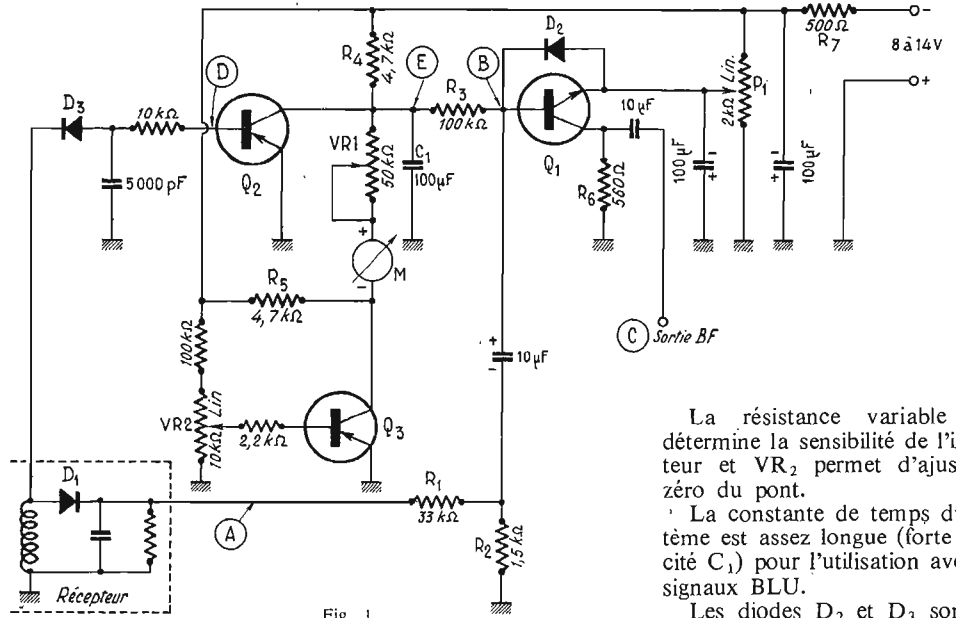 R4
4,7kΩ
D
D3
10kΩ
5000 pF
Q2
E
R3
100kΩ
VR1
50kΩ
C1
100µF
+
M
-
B
D2
Q1
10µF
R6
560Ω
100µF
-
+
Lin.
P1
2kΩ
-
+
100µF
500Ω
R7
-
8 à 14V
+
C Sortie BF
R5
4,7kΩ
100kΩ
VR2
10kΩ Lin
2,2kΩ
Q3
+
10µF
-
D1
A
R1
33kΩ
R2
1,5kΩ
Récepteur
Fig. 1
La résistance variable
détermine la sensibilité de l'i
teur et VR2 permet d'ajus
zéro du pont.
La constante de temps d
tème est assez longue (forte
cité C1) pour l'utilisation ave
signaux BLU.
Les diodes D2 et D3 son